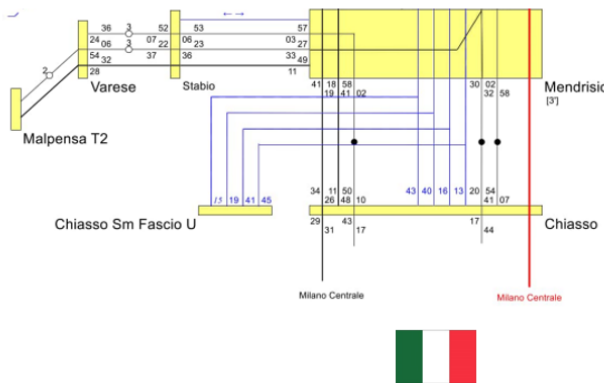 36 3 52 53 ←→ 57
24 07 06 03
06 3 22 23 27
54 37 36 33
32 49
28 11
2
Varese Stabio Mendrisio
[3']
41 18 58 30 02
19 41 02 32 58
Malpensa T2
15 19 41 45
34 11 50 43 40 16 13 20 54
26 48 10 41 07
Chiasso Sm Fascio U Chiasso
29 43 17
31 17 44
Milano Centrale Milano Centrale